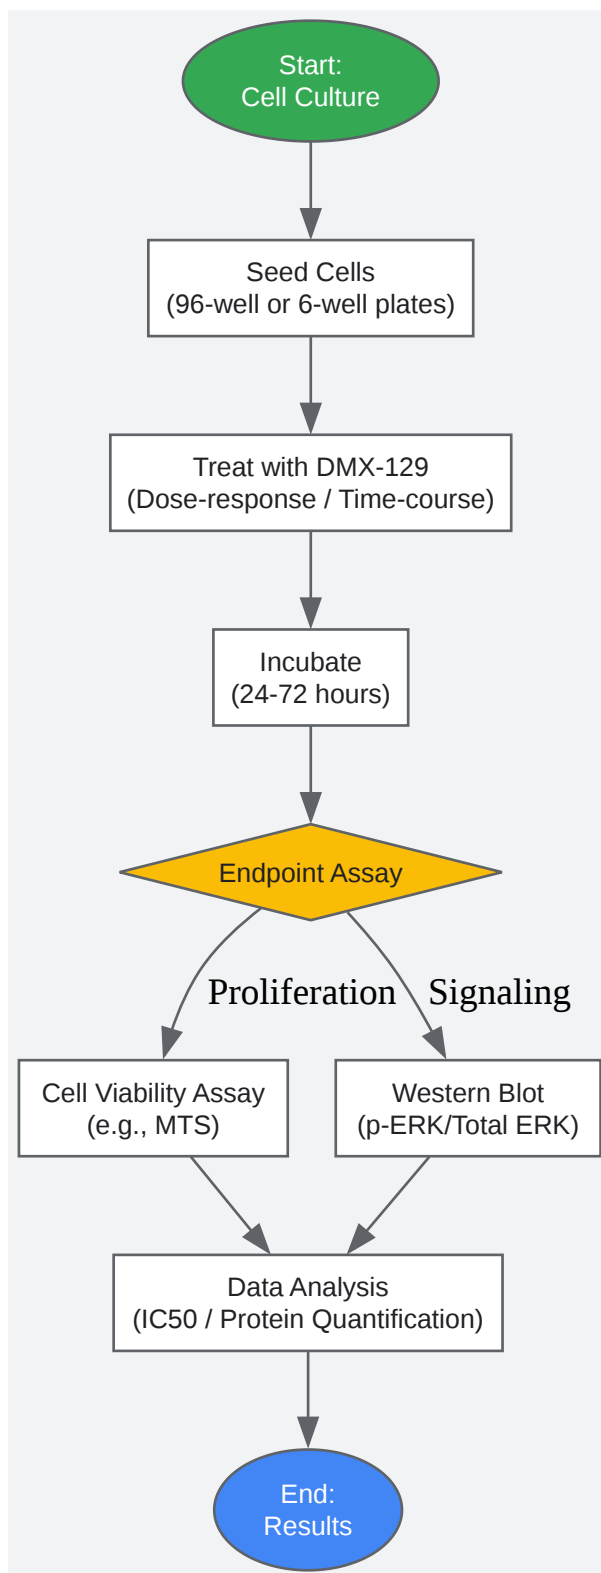 Start:
Cell Culture
Seed Cells
(96-well or 6-well plates)
Treat with DMX-129
(Dose-response / Time-course)
Incubate
(24-72 hours)
Endpoint Assay
Proliferation
Signaling
Cell Viability Assay
(e.g., MTS)
Western Blot
(p-ERK/Total ERK)
Data Analysis
(IC50 / Protein Quantification)
End:
Results